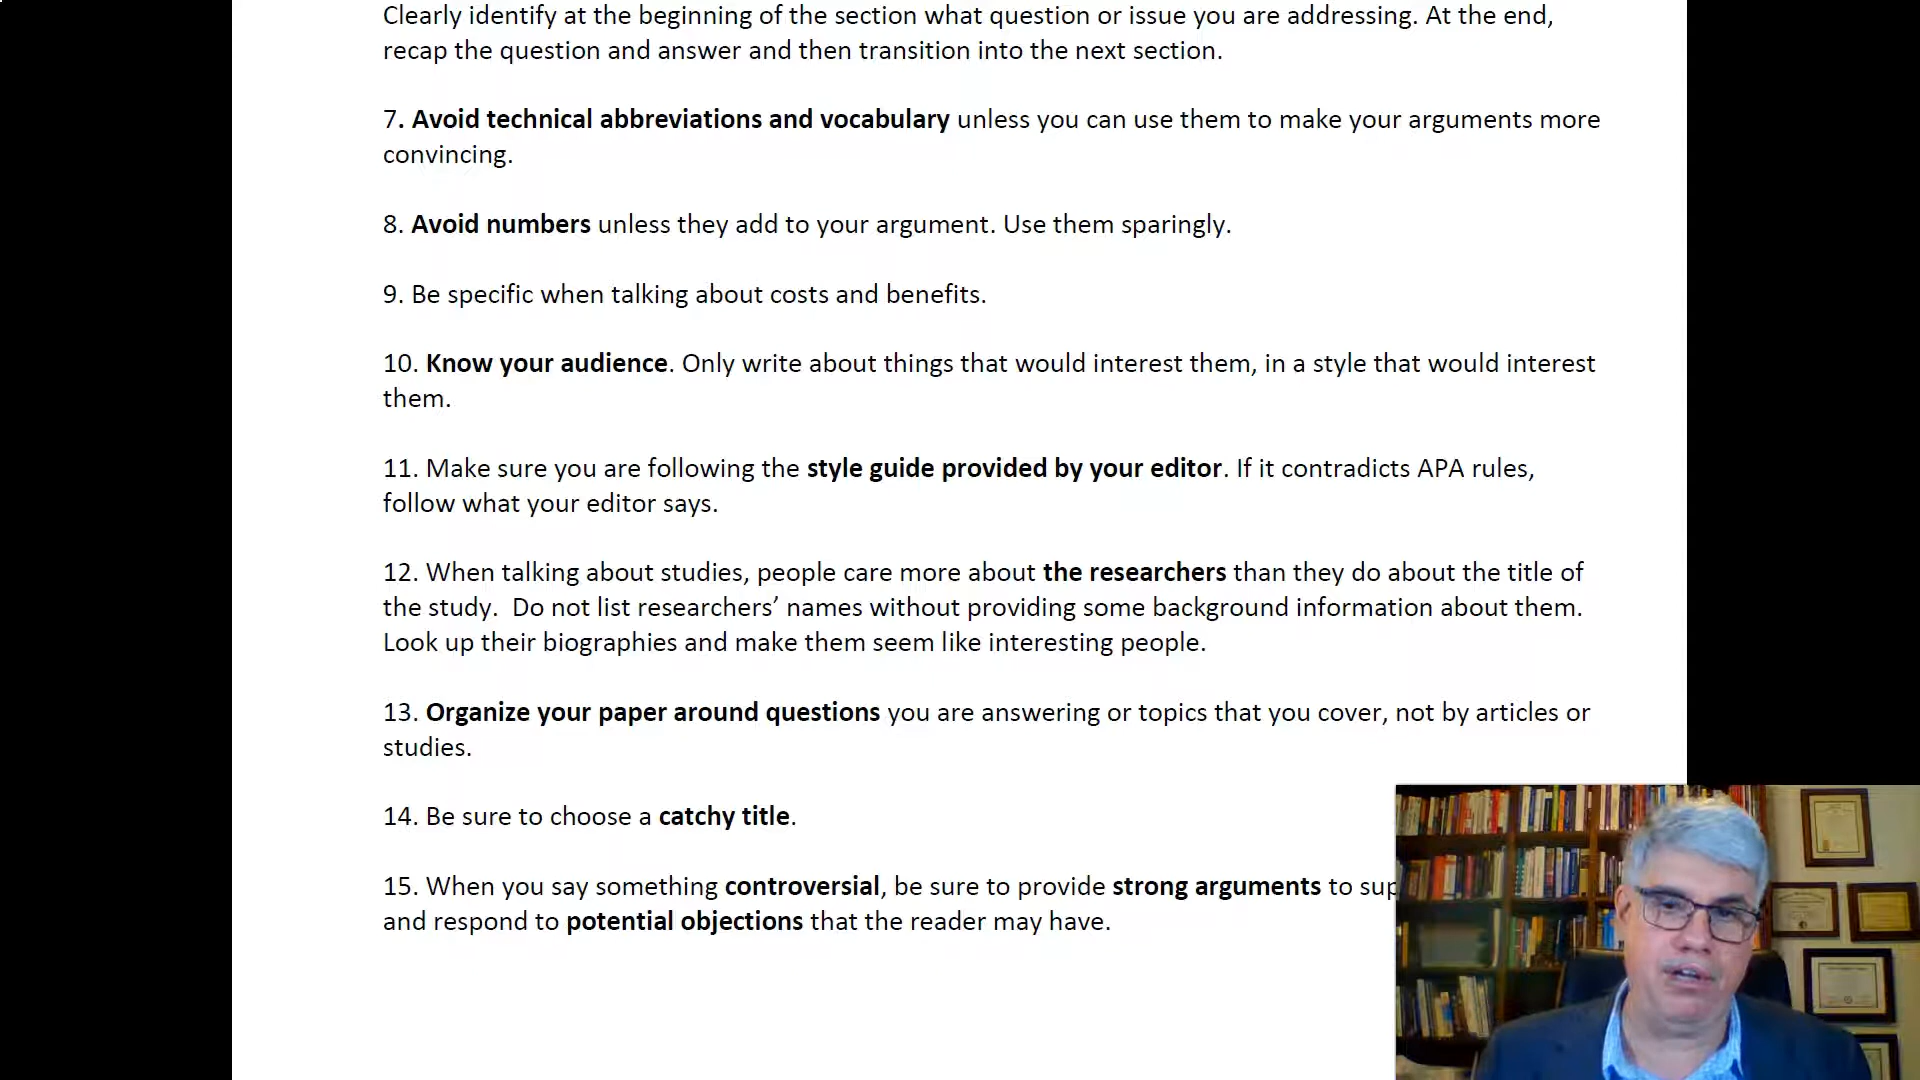 Clearly identify at the beginning of the section what question or issue you are addressing. At the end,
recap the question and answer and then transition into the next section.
7. Avoid technical abbreviations and vocabulary unless you can use them to make your arguments more
convincing.
8. Avoid numbers unless they add to your argument. Use them sparingly.
9. Be specific when talking about costs and benefits.
10. Know your audience. Only write about things that would interest them, in a style that would interest
them.
11. Make sure you are following the style guide provided by your editor. If it contradicts APA rules,
follow what your editor says.
12. When talking about studies, people care more about the researchers than they do about the title of
the study.  Do not list researchers’ names without providing some background information about them.
Look up their biographies and make them seem like interesting people.
13. Organize your paper around questions you are answering or topics that you cover, not by articles or
studies.
14. Be sure to choose a catchy title.
15. When you say something controversial, be sure to provide strong arguments to sup
and respond to potential objections that the reader may have.